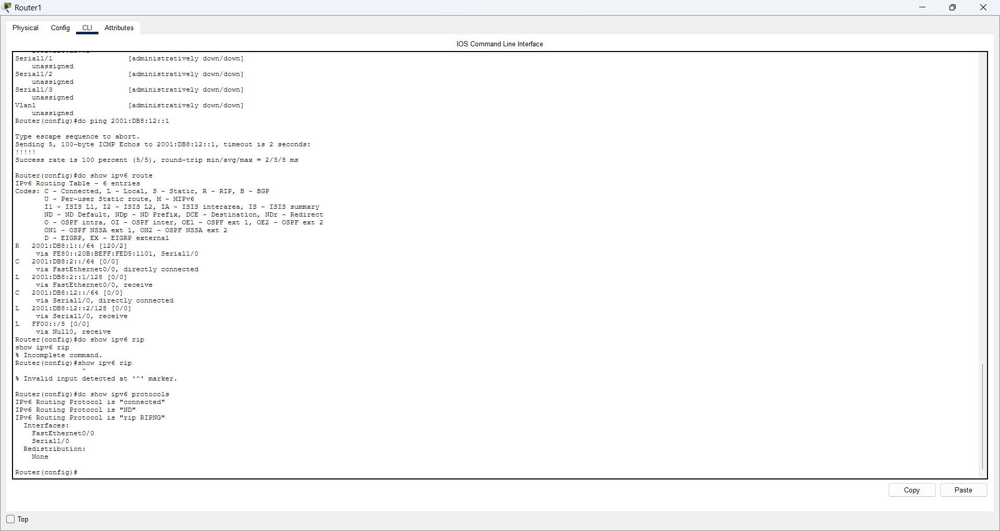 Router1
Physical Config CLI Attributes
IOS Command Line Interface
Serial1/1 [administratively down/down]
unassigned
Serial1/2 [administratively down/down]
unassigned
Serial1/3 [administratively down/down]
unassigned
Vlan1 [administratively down/down]
unassigned
Router(config)#do ping 2001:DB8:12::1
Type escape sequence to abort.
Sending 5, 100-byte ICMP Echos to 2001:DB8:12::1, timeout is 2 seconds:
!!!!!
Success rate is 100 percent (5/5), round-trip min/avg/max = 2/3/8 ms
Router(config)#do show ipv6 route
IPv6 Routing Table - 6 entries
Codes: C - Connected, L - Local, S - Static, R - RIP, B - BGP
U - Per-user Static route, M - MIPv6
I1 - ISIS L1, I2 - ISIS L2, IA - ISIS interarea, IS - ISIS summary
ND - ND Default, NDp - ND Prefix, DCE - Destination, NDr - Redirect
O - OSPF intra, OI - OSPF inter, OE1 - OSPF ext 1, OE2 - OSPF ext 2
ON1 - OSPF NSSA ext 1, ON2 - OSPF NSSA ext 2
D - EIGRP, EX - EIGRP external
R 2001:DB8:1::/64 [120/2]
via FE80::20B:BEFF:FED5:1101, Serial1/0
C 2001:DB8:2::/64 [0/0]
via FastEthernet0/0, directly connected
L 2001:DB8:2::1/128 [0/0]
via FastEthernet0/0, receive
C 2001:DB8:12::/64 [0/0]
via Serial1/0, directly connected
L 2001:DB8:12::2/128 [0/0]
via Serial1/0, receive
L FF00::/8 [0/0]
via Null0, receive
Router(config)#do show ipv6 rip
show ipv6 rip
% Incomplete command.
Router(config)#show ipv6 rip
^
% Invalid input detected at '^' marker.
Router(config)#do show ipv6 protocols
IPv6 Routing Protocol is "connected"
IPv6 Routing Protocol is "ND"
IPv6 Routing Protocol is "rip RIPNG"
Interfaces:
FastEthernet0/0
Serial1/0
Redistribution:
None
Router(config)#
Copy Paste
Top